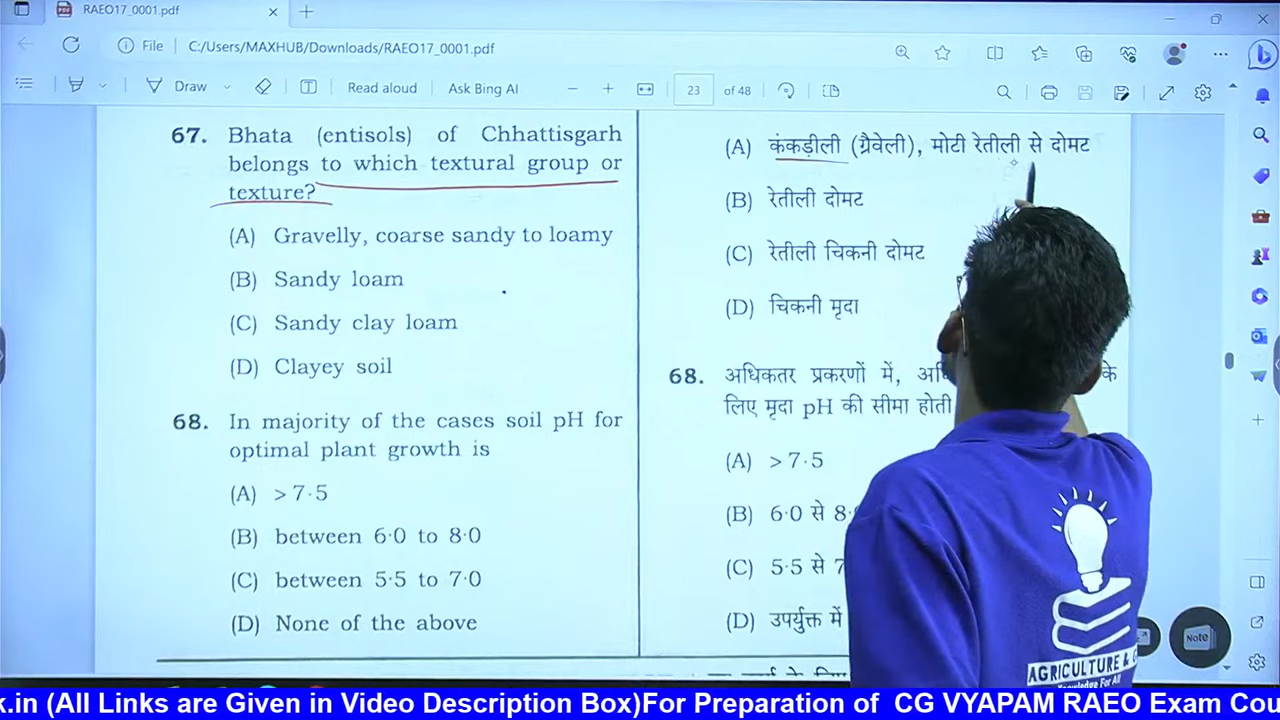 RAEO17_0001.pdf
File
C:/Users/MAXHUB/Downloads/RAEO17_0001.pdf
Draw
Read aloud
Ask Bing AI
23 of 48
67. Bhata (entisols) of Chhattisgarh
belongs to which textural group or
texture?
(A) Gravelly, coarse sandy to loamy
(B) Sandy loam
(C) Sandy clay loam
(D) Clayey soil
68. In majority of the cases soil pH for
optimal plant growth is
(A) > 7·5
(B) between 6·0 to 8·0
(C) between 5·5 to 7·0
(D) None of the above
(A) कंकड़ीली (ग्रैवेली), मोटी रेतीली से दोमट
(B) रेतीली दोमट
(C) रेतीली चिकनी दोमट
(D) चिकनी मृदा
68. अधिकतर प्रकरणों में, के
लिए मृदा pH की सीमा होती
(A) > 7·5
(B) 6·0 से
(C) 5·5 से
(D) उपर्युक्त में
Note
AGRICULTURE &
Knowledge For All
k.in (All Links are Given in Video Description Box)For Preparation of CG VYAPAM RAEO Exam Cou